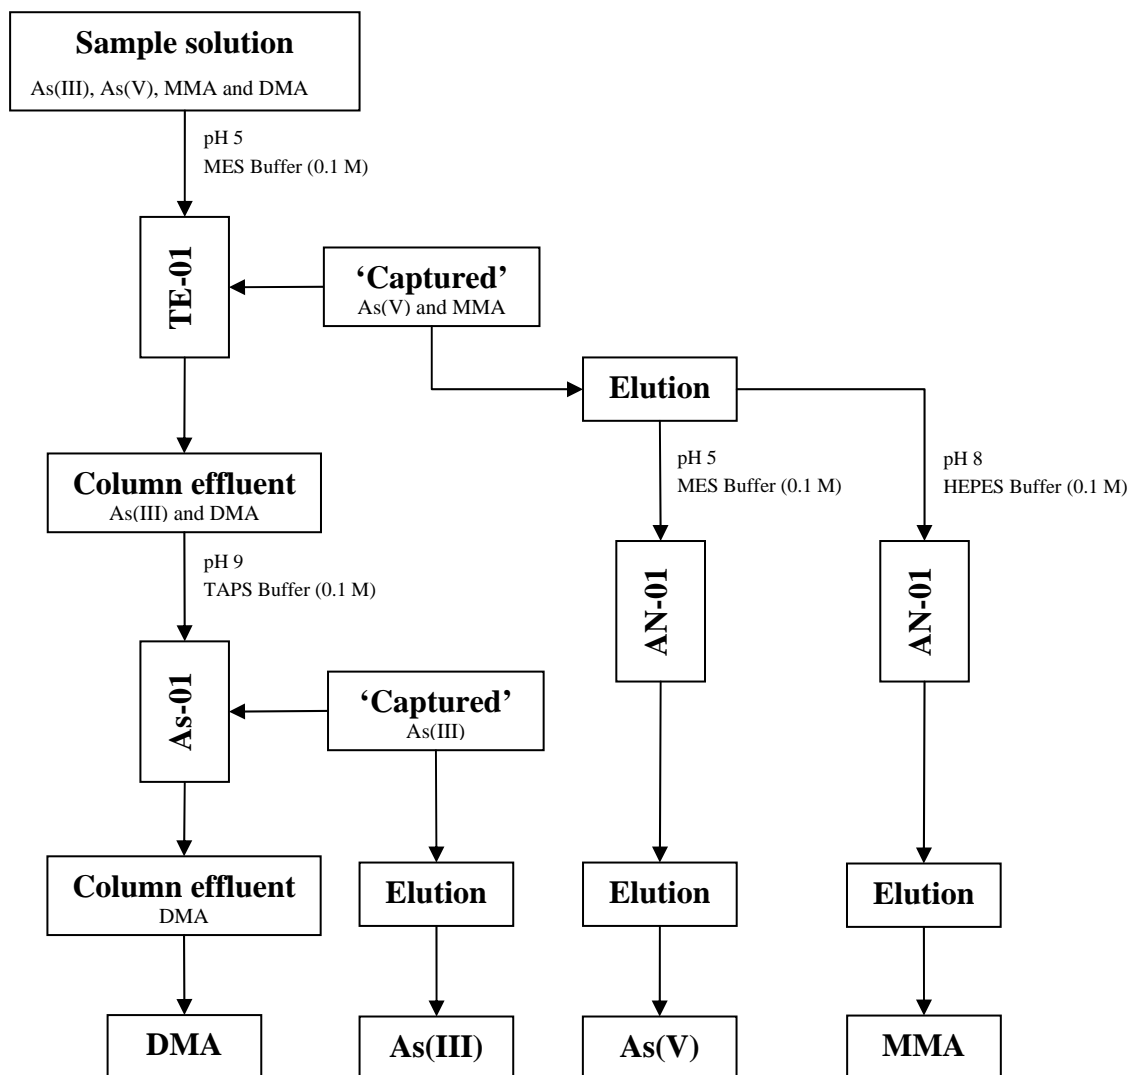 Sample solution
As(III), As(V), MMA and DMA
pH 5
MES Buffer (0.1 M)
TE-01
‘Captured’
As(V) and MMA
Elution
Column effluent
As(III) and DMA
pH 5
MES Buffer (0.1 M)
pH 8
HEPES Buffer (0.1 M)
pH 9
TAPS Buffer (0.1 M)
AN-01
AN-01
As-01
‘Captured’
As(III)
Column effluent
DMA
Elution
Elution
Elution
DMA
As(III)
As(V)
MMA